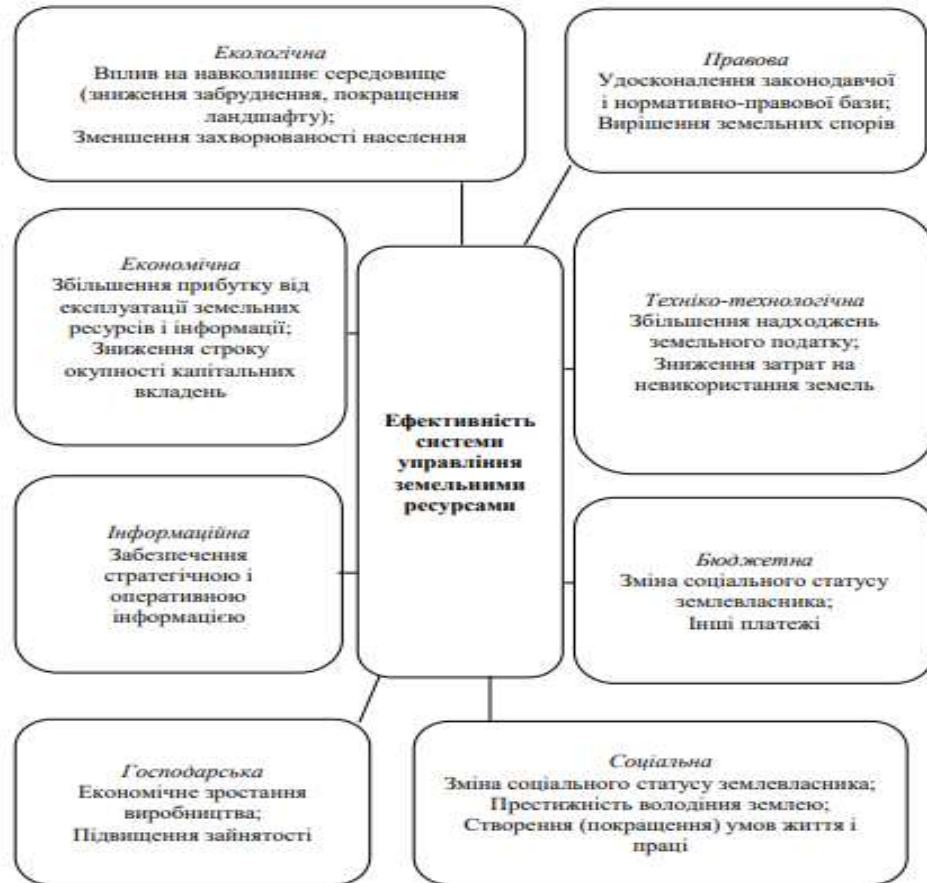 Екологічна
Вплив на навколишнє середовище
(зниження забруднення, покращення
ландшафту);
Зменшення захворюваності населення
Правова
Удосконалення законодавчої
і нормативно-правової бази;
Вирішення земельних спорів
Економічна
Збільшення прибутку від
експлуатації земельних
ресурсів і інформації;
Зниження строку
окупності капітальних
вкладень
Техніко-технологічна
Збільшення надходжень
земельного податку;
Зниження затрат на
невикористання земель
Ефективність
системи
управління
земельними
ресурсами
Інформаційна
Забезпечення
стратегічною і
оперативною
інформацією
Бюджетна
Зміна соціального статусу
землевласника;
Інші платежі
Господарська
Економічне зростання
виробництва;
Підвищення зайнятості
Соціальна
Зміна соціального статусу землевласника;
Престижність володіння землею;
Створення (покращення) умов життя і
праці